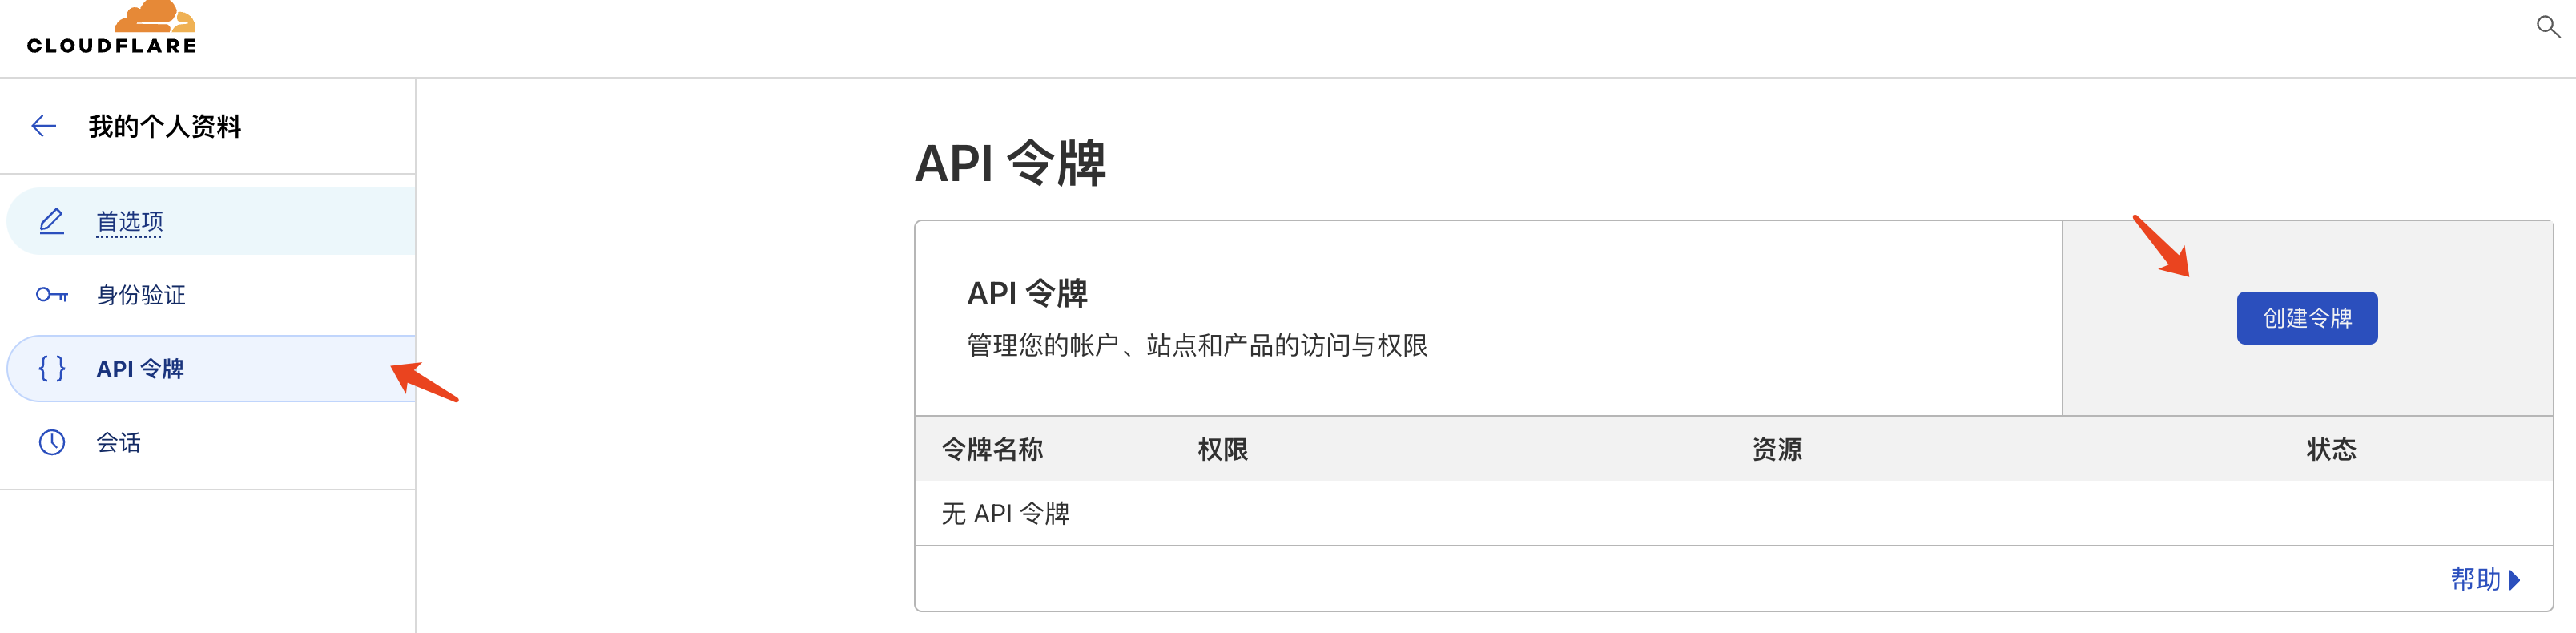 CLOUDFLARE
我的个人资料
首选项
身份验证
API 令牌
会话
API 令牌
API 令牌
管理您的帐户、站点和产品的访问与权限
创建令牌
令牌名称 权限 资源 状态
无 API 令牌
帮助